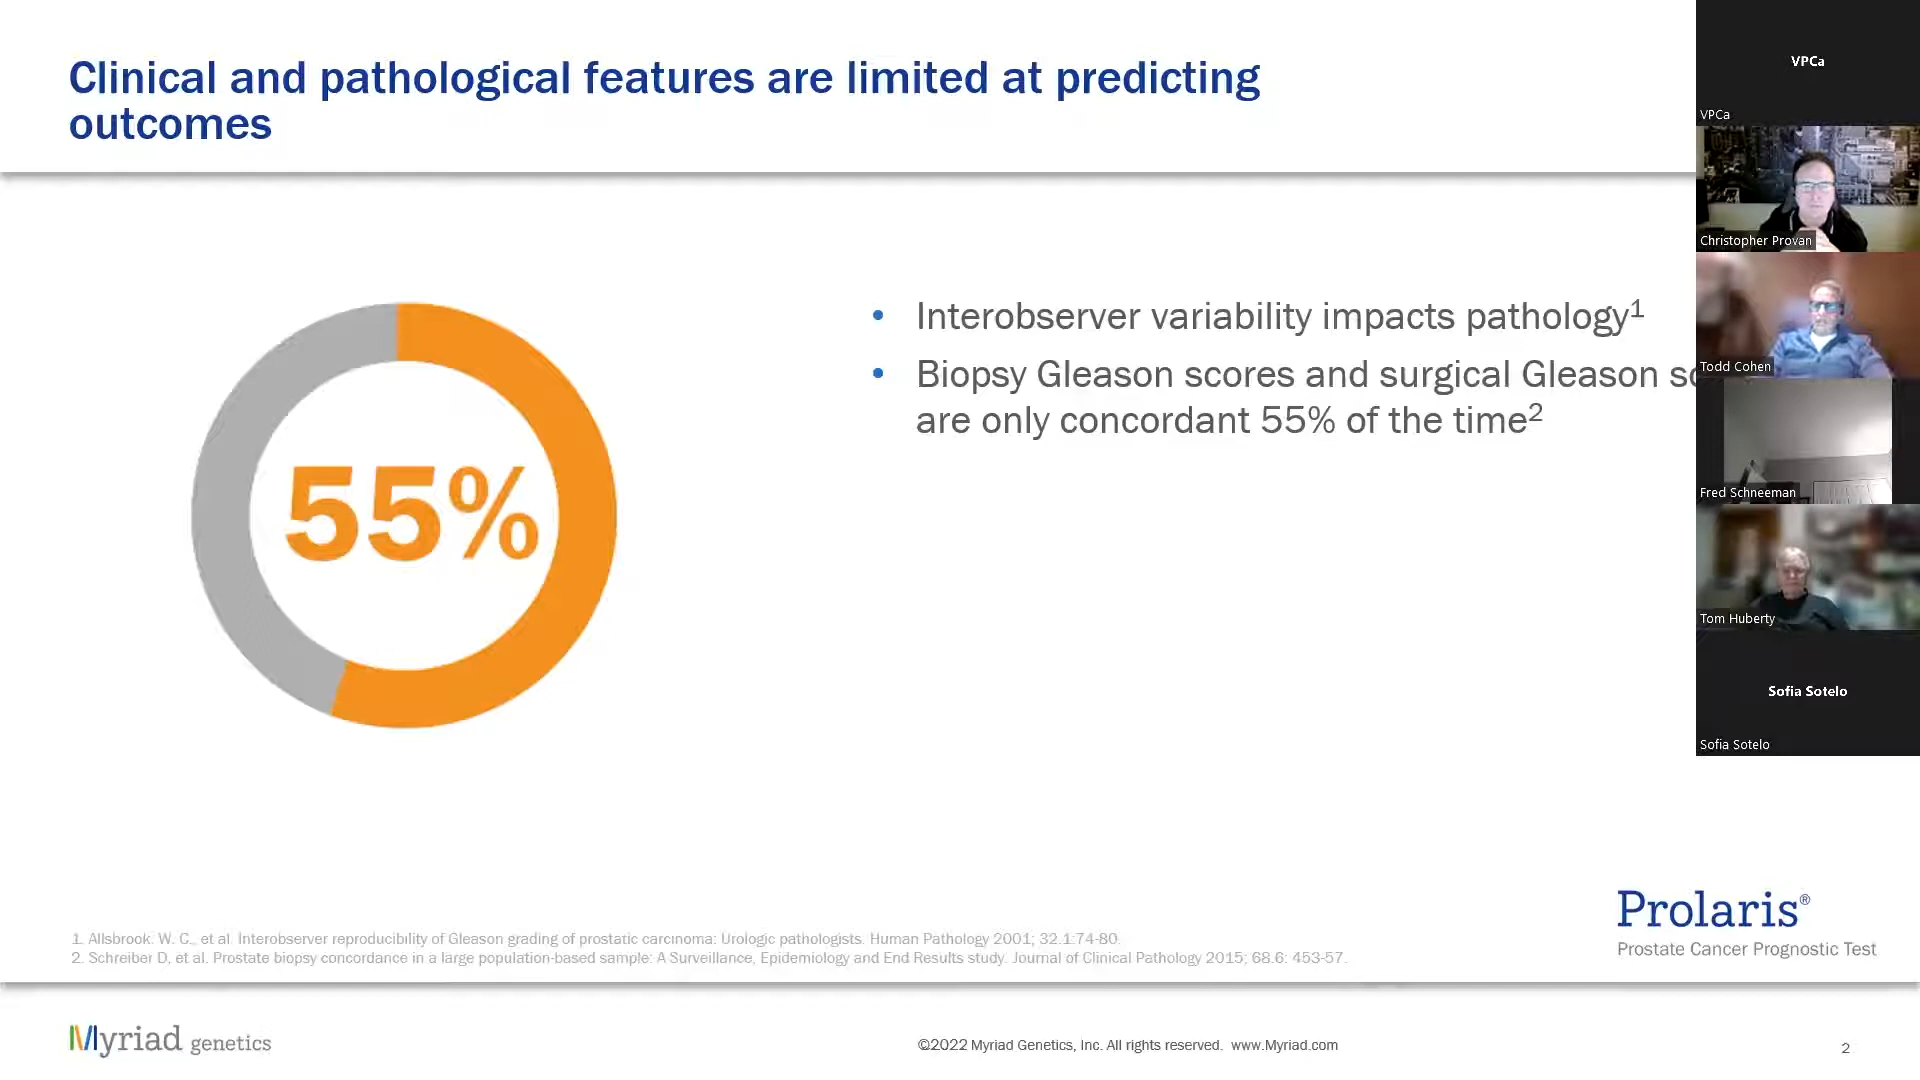 Clinical and pathological features are limited at predicting
outcomes
55%
• Interobserver variability impacts pathology1
• Biopsy Gleason scores and surgical Gleason
are only concordant 55% of the time2
1. Allsbrook. W. C., et al. Interobserver reproducibility of Gleason grading of prostatic carcinoma: Urologic pathologists. Human Pathology 2001; 32.1:74-80.
2. Schreiber D, et al. Prostate biopsy concordance in a large population-based sample: A Surveillance, Epidemiology and End Results study. Journal of Clinical Pathology 2015; 68.6: 453-57.
Prolaris®
Prostate Cancer Prognostic Test
Myriad genetics
©2022 Myriad Genetics, Inc. All rights reserved. www.Myriad.com
2
VPCa
VPCa
Christopher Provan
Todd Cohen
Fred Schneeman
Tom Huberty
Sofia Sotelo
Sofia Sotelo